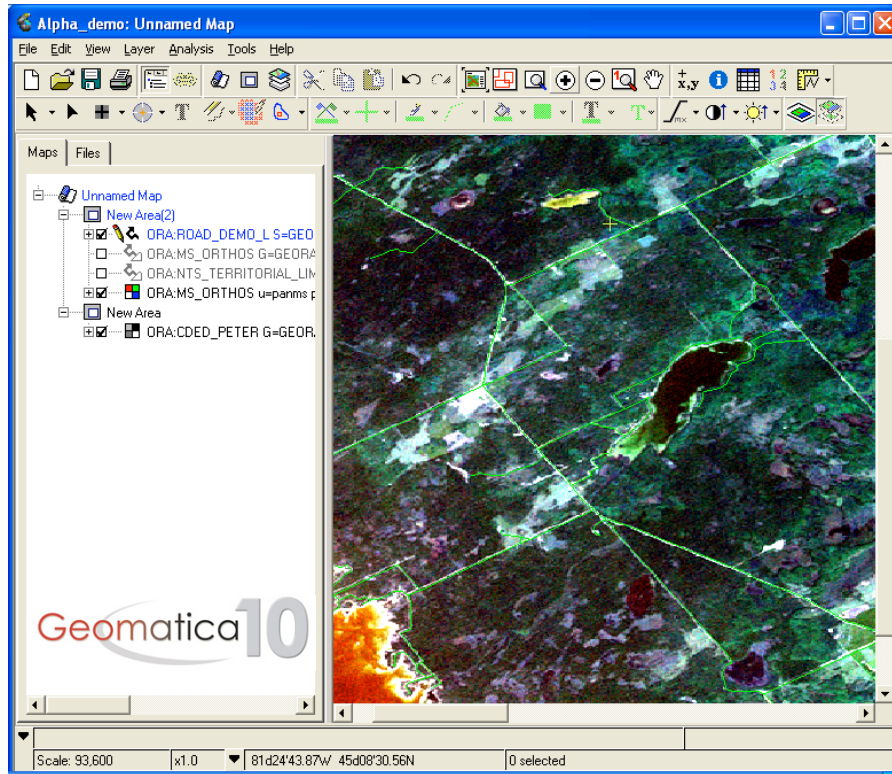 Alpha_demo: Unnamed Map
File Edit View Layer Analysis Tools Help
Maps Files
Unnamed Map
New Area(2)
ORA:ROAD_DEMO_L S=GEO
ORA:MS_ORTHOS G=GEORA
ORA:NTS_TERRITORIAL_LIM
ORA:MS_ORTHOS u=panms p
New Area
ORA:CDED_PETER G=GEOR
Geomatica 10
Scale: 93,600 x1.0 81d24'43.87W 45d08'30.56N 0 selected